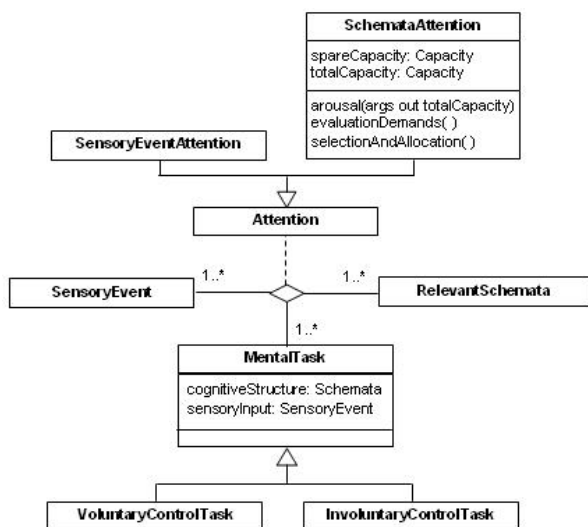 SchemataAttention
spareCapacity: Capacity
totalCapacity: Capacity
arousal(args out totalCapacity)
evaluationDemands( )
selectionAndAllocation( )
SensoryEventAttention
Attention
1..*
1..*
SensoryEvent
RelevantSchemata
1..*
MentalTask
cognitiveStructure: Schemata
sensoryInput: SensoryEvent
VoluntaryControlTask
InvoluntaryControlTask